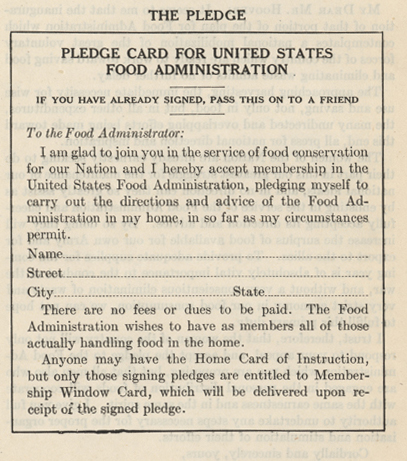 THE PLEDGE
PLEDGE CARD FOR UNITED STATES
FOOD ADMINISTRATION
IF YOU HAVE ALREADY SIGNED, PASS THIS ON TO A FRIEND
To the Food Administrator:
I am glad to join you in the service of food conservation
for our Nation and I hereby accept membership in the
United States Food Administration, pledging myself to
carry out the directions and advice of the Food Ad-
ministration in my home, in so far as my circumstances
permit.
Name
Street
City State
There are no fees or dues to be paid. The Food
Administration wishes to have as members all of those
actually handling food in the home.
Anyone may have the Home Card of Instruction,
but only those signing pledges are entitled to Member-
ship Window Card, which will be delivered upon re-
ceipt of the signed pledge.